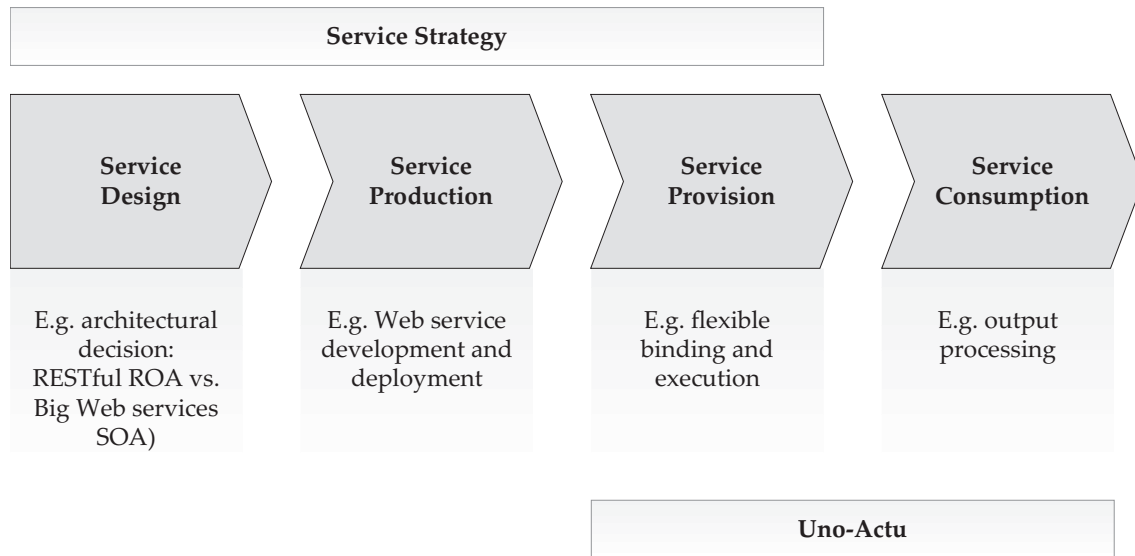 Service Strategy
Service
Design
Service
Production
Service
Provision
Service
Consumption
E.g. architectural
decision:
RESTful ROA vs.
Big Web services
SOA)
E.g. Web service
development and
deployment
E.g. flexible
binding and
execution
E.g. output
processing
Uno-Actu